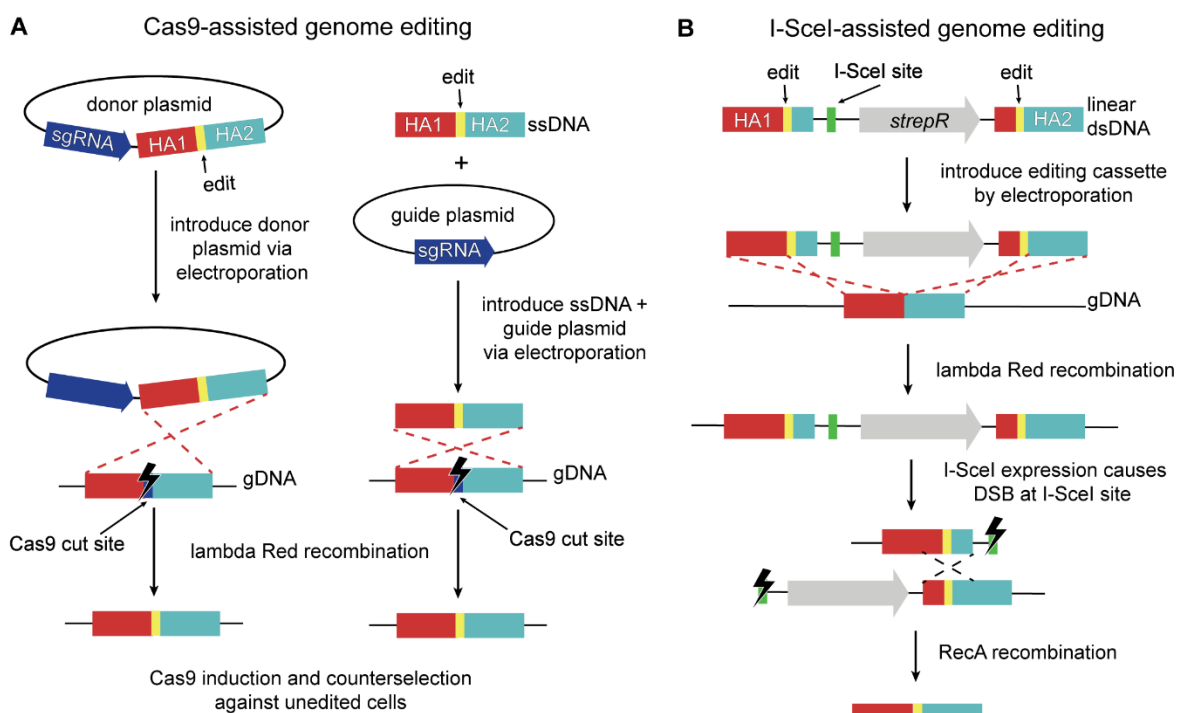 A
Cas9-assisted genome editing
donor plasmid
sgRNA
HA1
HA2
edit
introduce donor
plasmid via
electroporation
gDNA
Cas9 cut site
edit
HA1
HA2
ssDNA
+
guide plasmid
sgRNA
introduce ssDNA +
guide plasmid
via electroporation
gDNA
Cas9 cut site
lambda Red recombination
Cas9 induction and counterselection
against unedited cells
B
I-SceI-assisted genome editing
edit
I-SceI site
edit
HA1
strepR
HA2
linear
dsDNA
introduce editing cassette
by electroporation
gDNA
lambda Red recombination
I-SceI expression causes
DSB at I-SceI site
RecA recombination